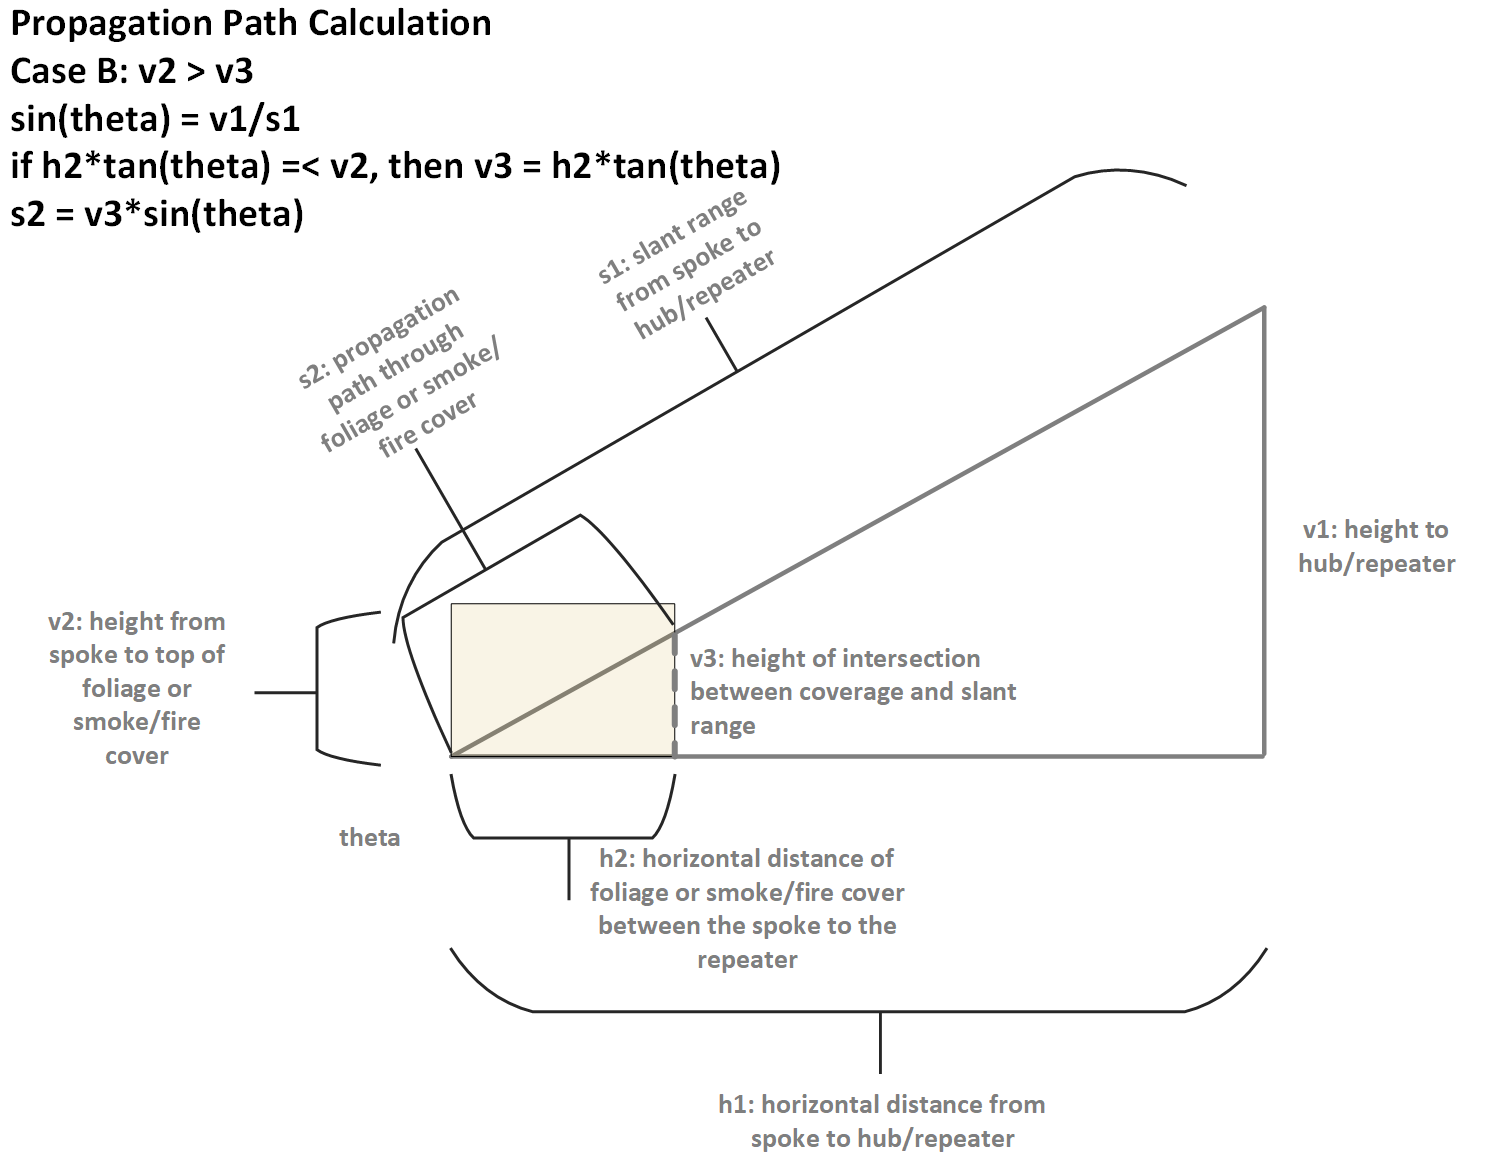 Propagation Path Calculation
Case B: v2 > v3
sin(theta) = v1/s1
if h2*tan(theta) =< v2, then v3 = h2*tan(theta)
s2 = v3*sin(theta)
s1: slant range
from spoke to
hub/repeater
s2: propagation
path through
foliage or smoke/
fire cover
v1: height to
hub/repeater
v2: height from
spoke to top of
foliage or
smoke/fire
cover
v3: height of intersection
between coverage and slant
range
theta
h2: horizontal distance of
foliage or smoke/fire cover
between the spoke to the
repeater
h1: horizontal distance from
spoke to hub/repeater